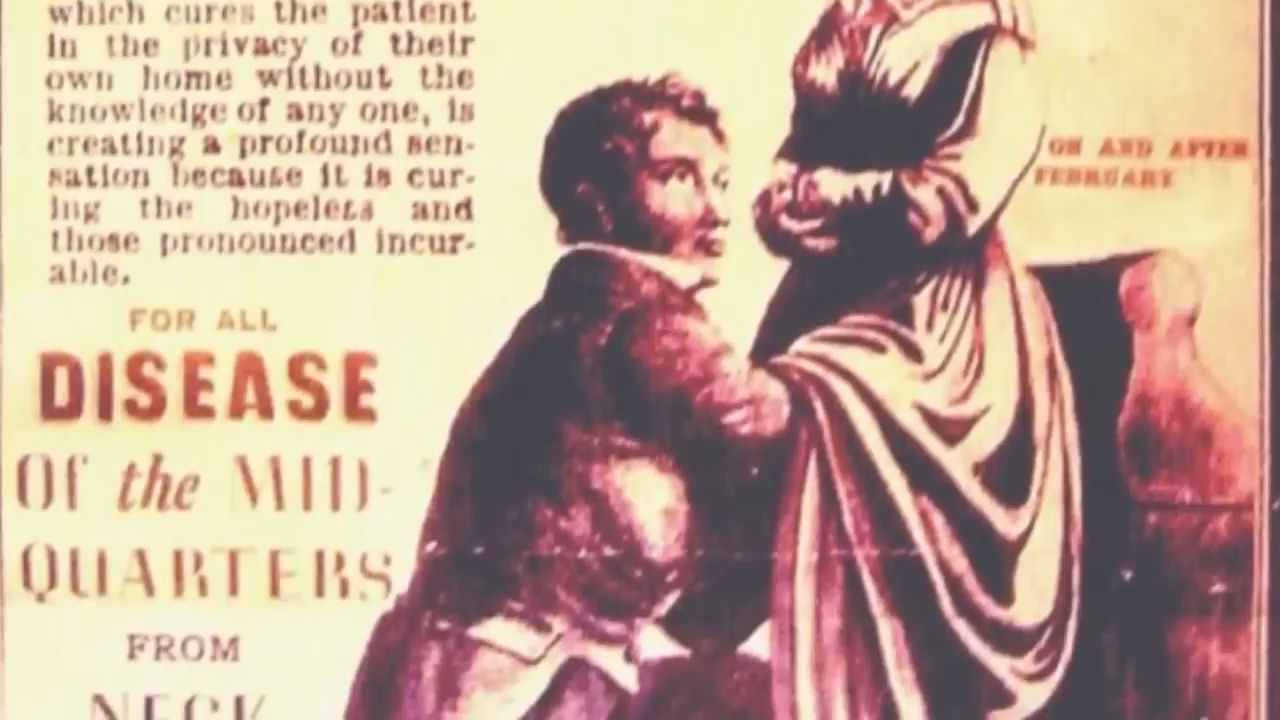 which cures the patient
in the privacy of their
own home without the
knowledge of any one, is
creating a profound sen-
sation because it is cur-
ing the hopeless and
those pronounced incur-
able.
FOR ALL
DISEASE
Of the MID-
QUARTERS
FROM
NECK
ON AND AFTER
FEBRUARY